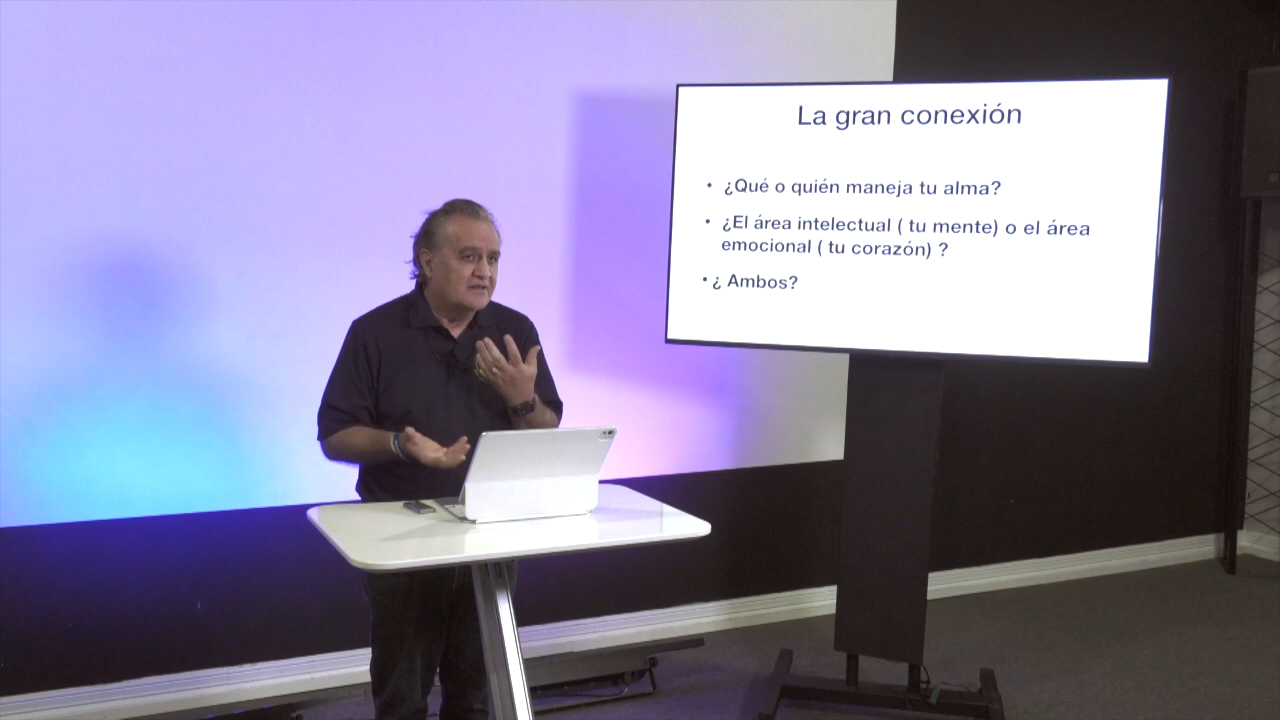 La gran conexión
• ¿Qué o quién maneja tu alma?
• ¿El área intelectual ( tu mente) o el área
emocional ( tu corazón) ?
• ¿ Ambos?